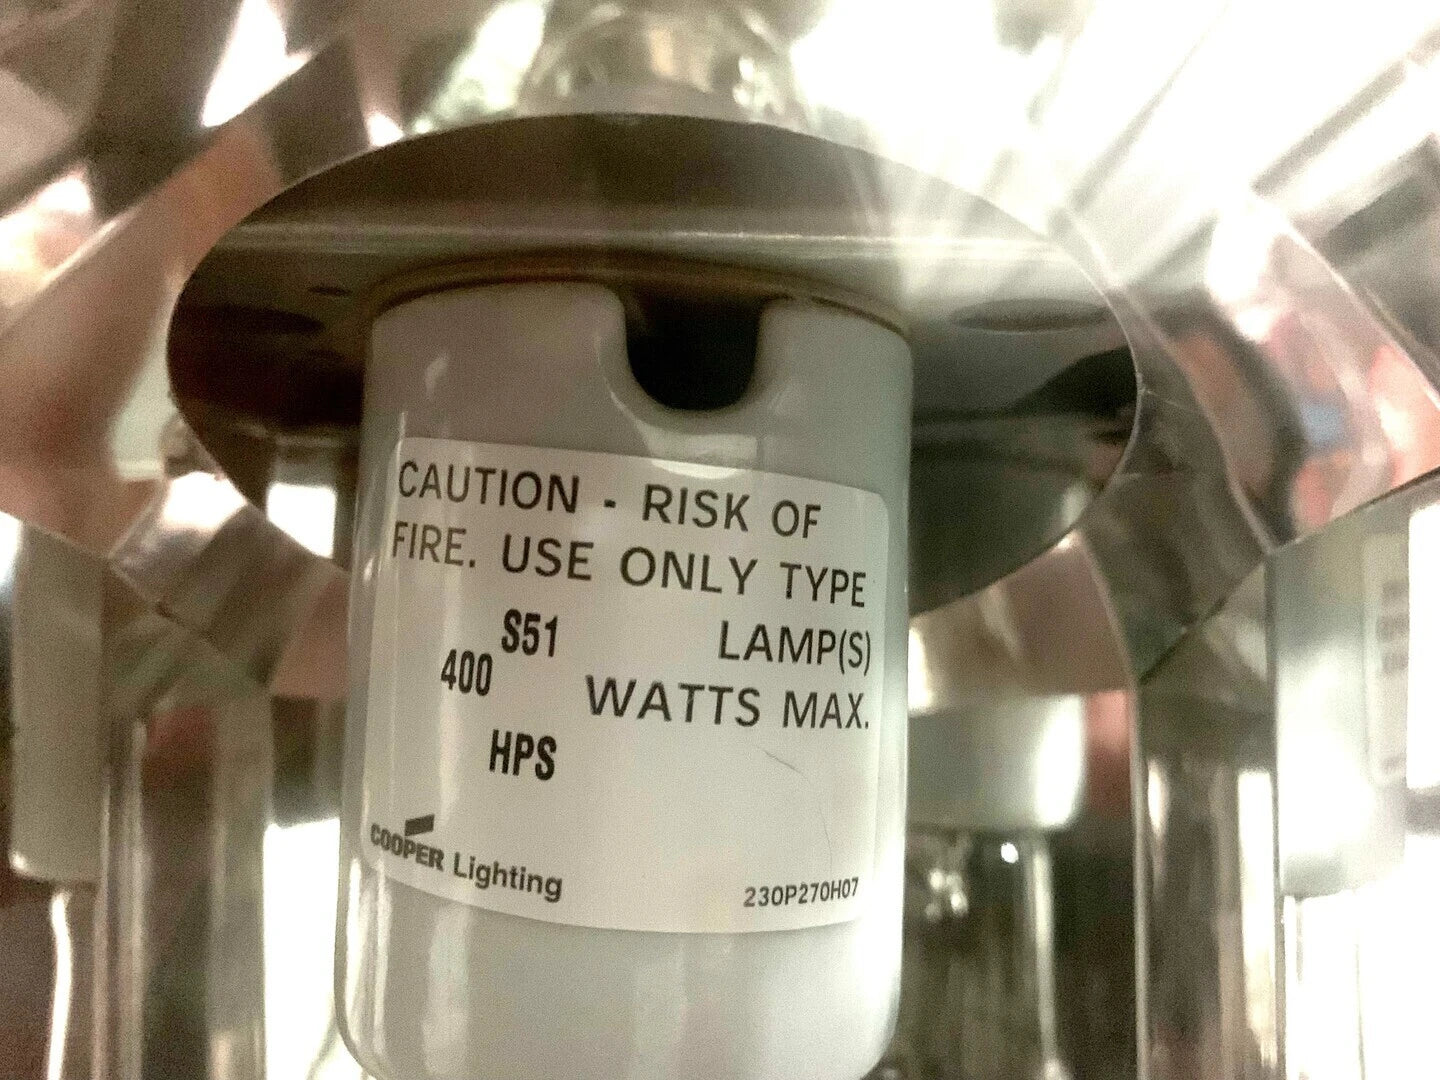 CAUTION - RISK OF
FIRE. USE ONLY TYPE
S51 LAMP(S)
400 WATTS MAX.
HPS
COOPER Lighting
230P270H07